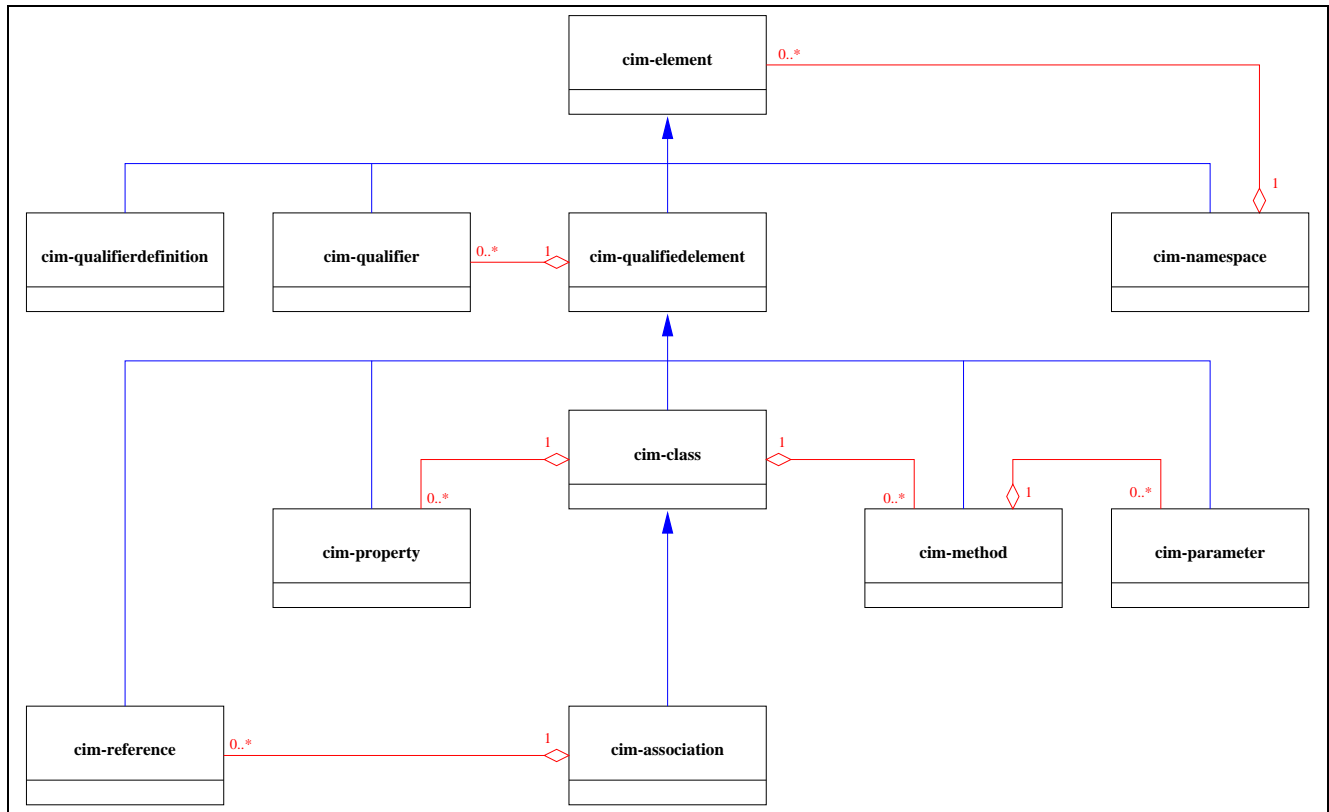 cim-element
0..*
1
cim-qualifierdefinition
cim-qualifier
0..*
1
cim-qualifiedelement
cim-namespace
cim-class
1
0..*
1
0..*
1
0..*
cim-property
cim-method
cim-parameter
cim-reference
0..*
1
cim-association